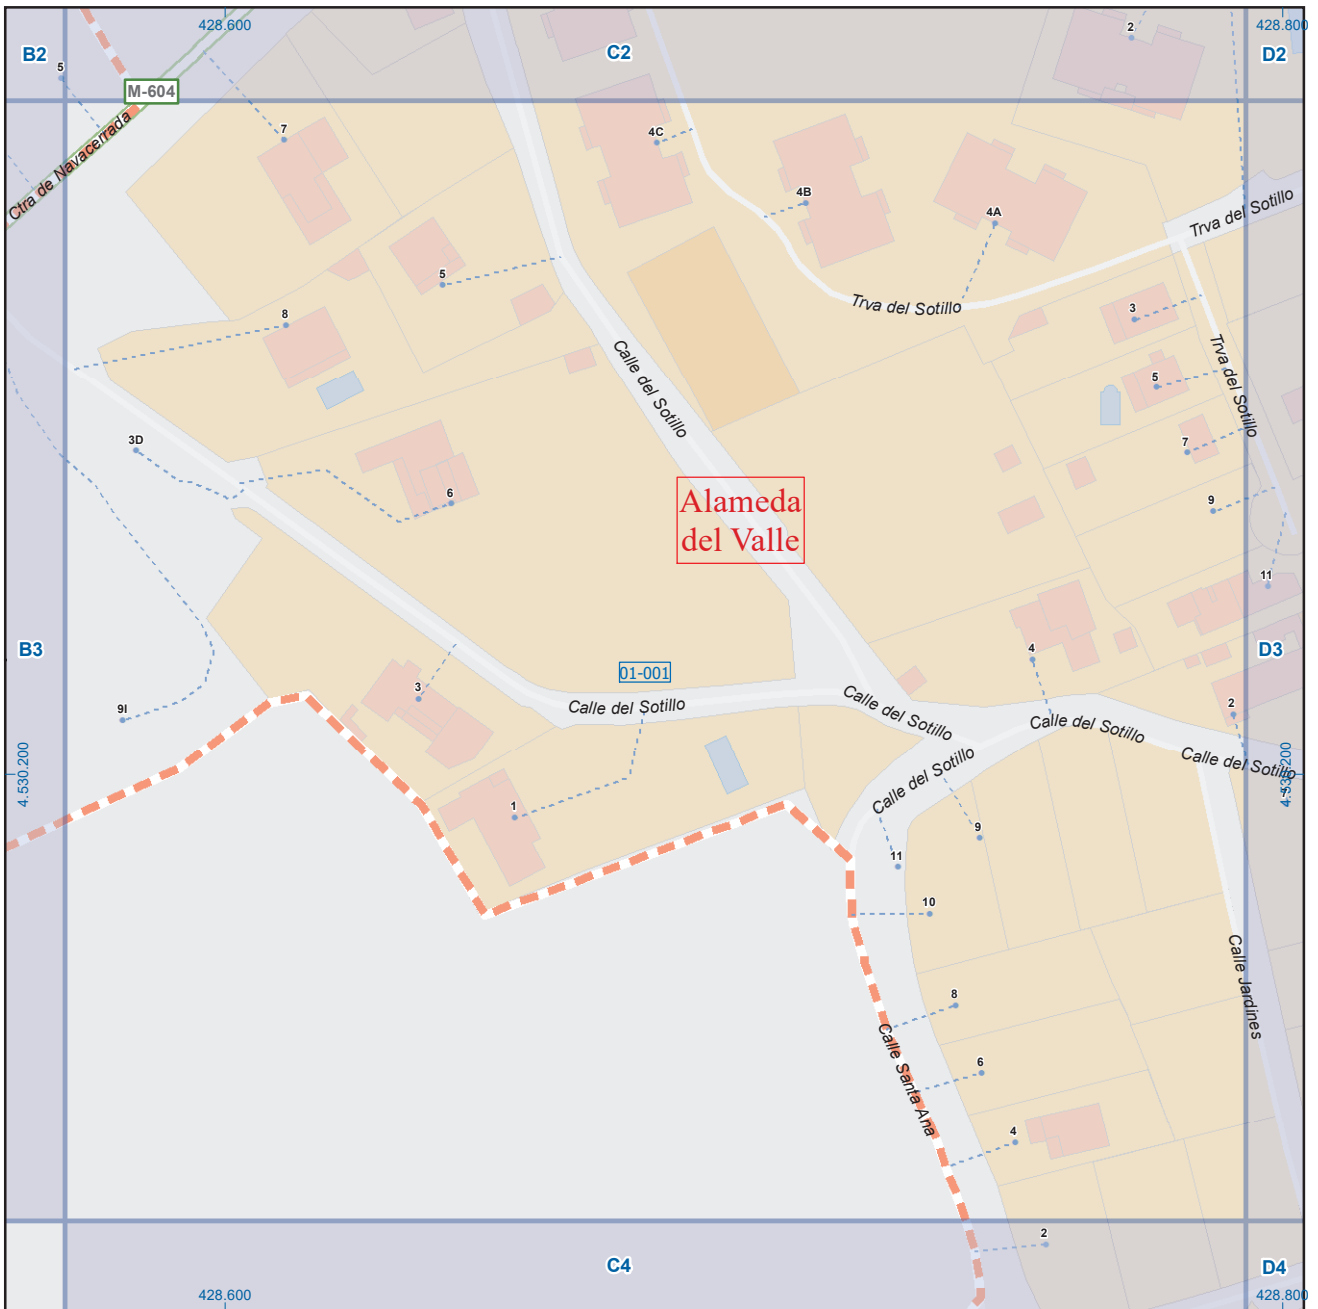 428.600
428.800
B2
C2
D2
2
5
M-604
Ctra de Navacerrada
7
4C
4B
4A
Trva del Sotillo
5
Trva del Sotillo
3
8
Calle del Sotillo
Trva del Sotillo
5
3D
7
6
Alameda
del Valle
9
11
B3
01-001
4
D3
3
Calle del Sotillo
Calle del Sotillo
Calle del Sotillo
2
9I
4.530.200
Calle del Sotillo
Calle del Sotillo
4.530.200
7
1
9
11
10
Calle Jardines
8
Calle Santa Ana
6
4
2
C4
D4
428.600
428.800